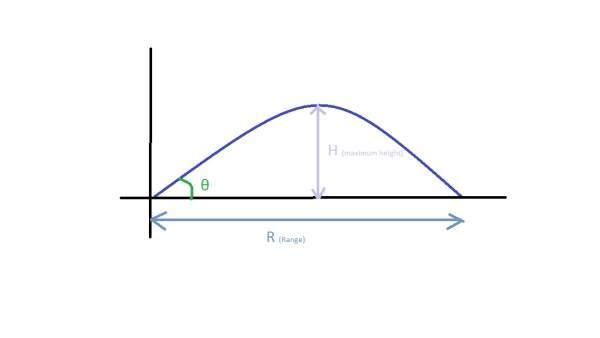 H (maximum height)
θ
R (Range)